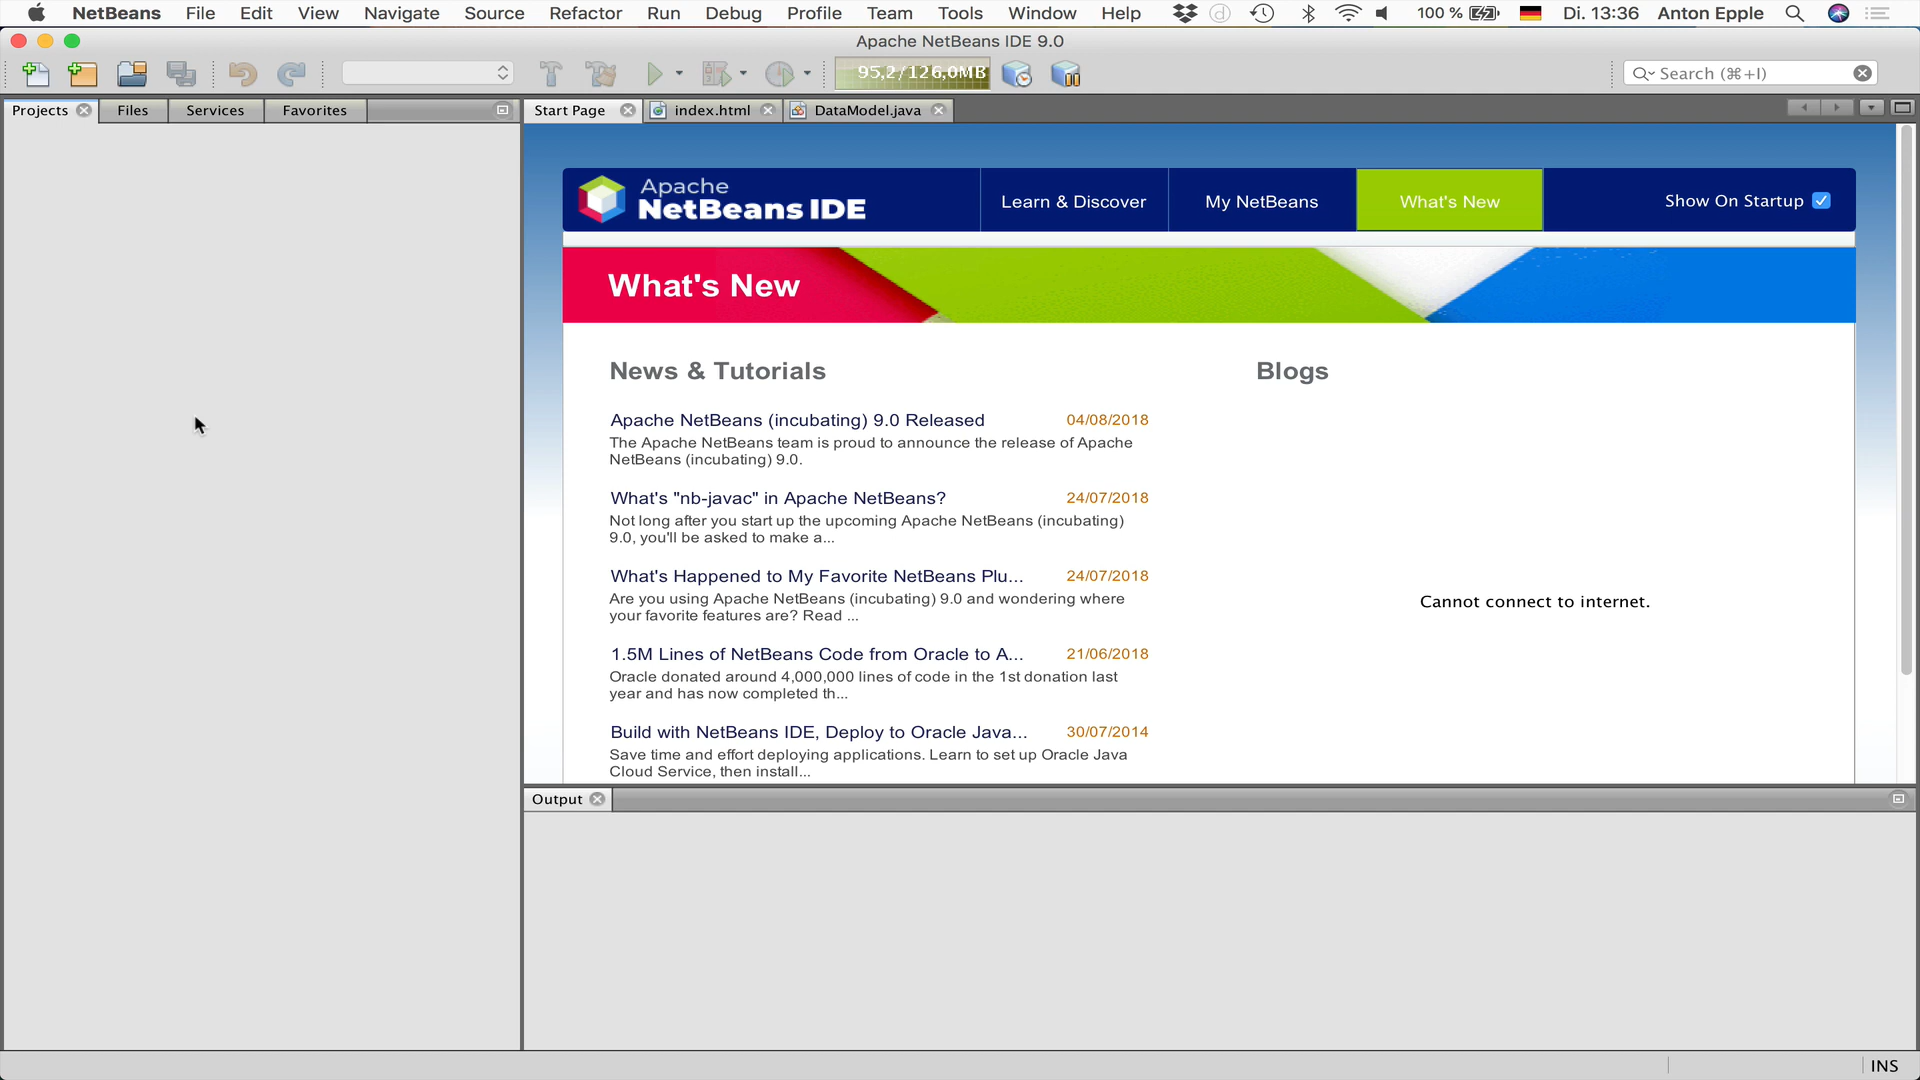 NetBeans File Edit View Navigate Source Refactor Run Debug Profile Team Tools Window Help 100 % Di. 13:36 Anton Epple
Apache NetBeans IDE 9.0
95,2/126,0MB Search (⌘+I)
Projects Files Services Favorites Start Page index.html DataModel.java
Apache
NetBeans IDE
Learn & Discover My NetBeans What's New Show On Startup
What's New
News & Tutorials
Blogs
Apache NetBeans (incubating) 9.0 Released 04/08/2018
The Apache NetBeans team is proud to announce the release of Apache
NetBeans (incubating) 9.0.
What's "nb-javac" in Apache NetBeans? 24/07/2018
Not long after you start up the upcoming Apache NetBeans (incubating)
9.0, you'll be asked to make a...
What's Happened to My Favorite NetBeans Plu... 24/07/2018
Are you using Apache NetBeans (incubating) 9.0 and wondering where
your favorite features are? Read ...
Cannot connect to internet.
1.5M Lines of NetBeans Code from Oracle to A... 21/06/2018
Oracle donated around 4,000,000 lines of code in the 1st donation last
year and has now completed th...
Build with NetBeans IDE, Deploy to Oracle Java... 30/07/2014
Save time and effort deploying applications. Learn to set up Oracle Java
Cloud Service, then install...
Output
INS